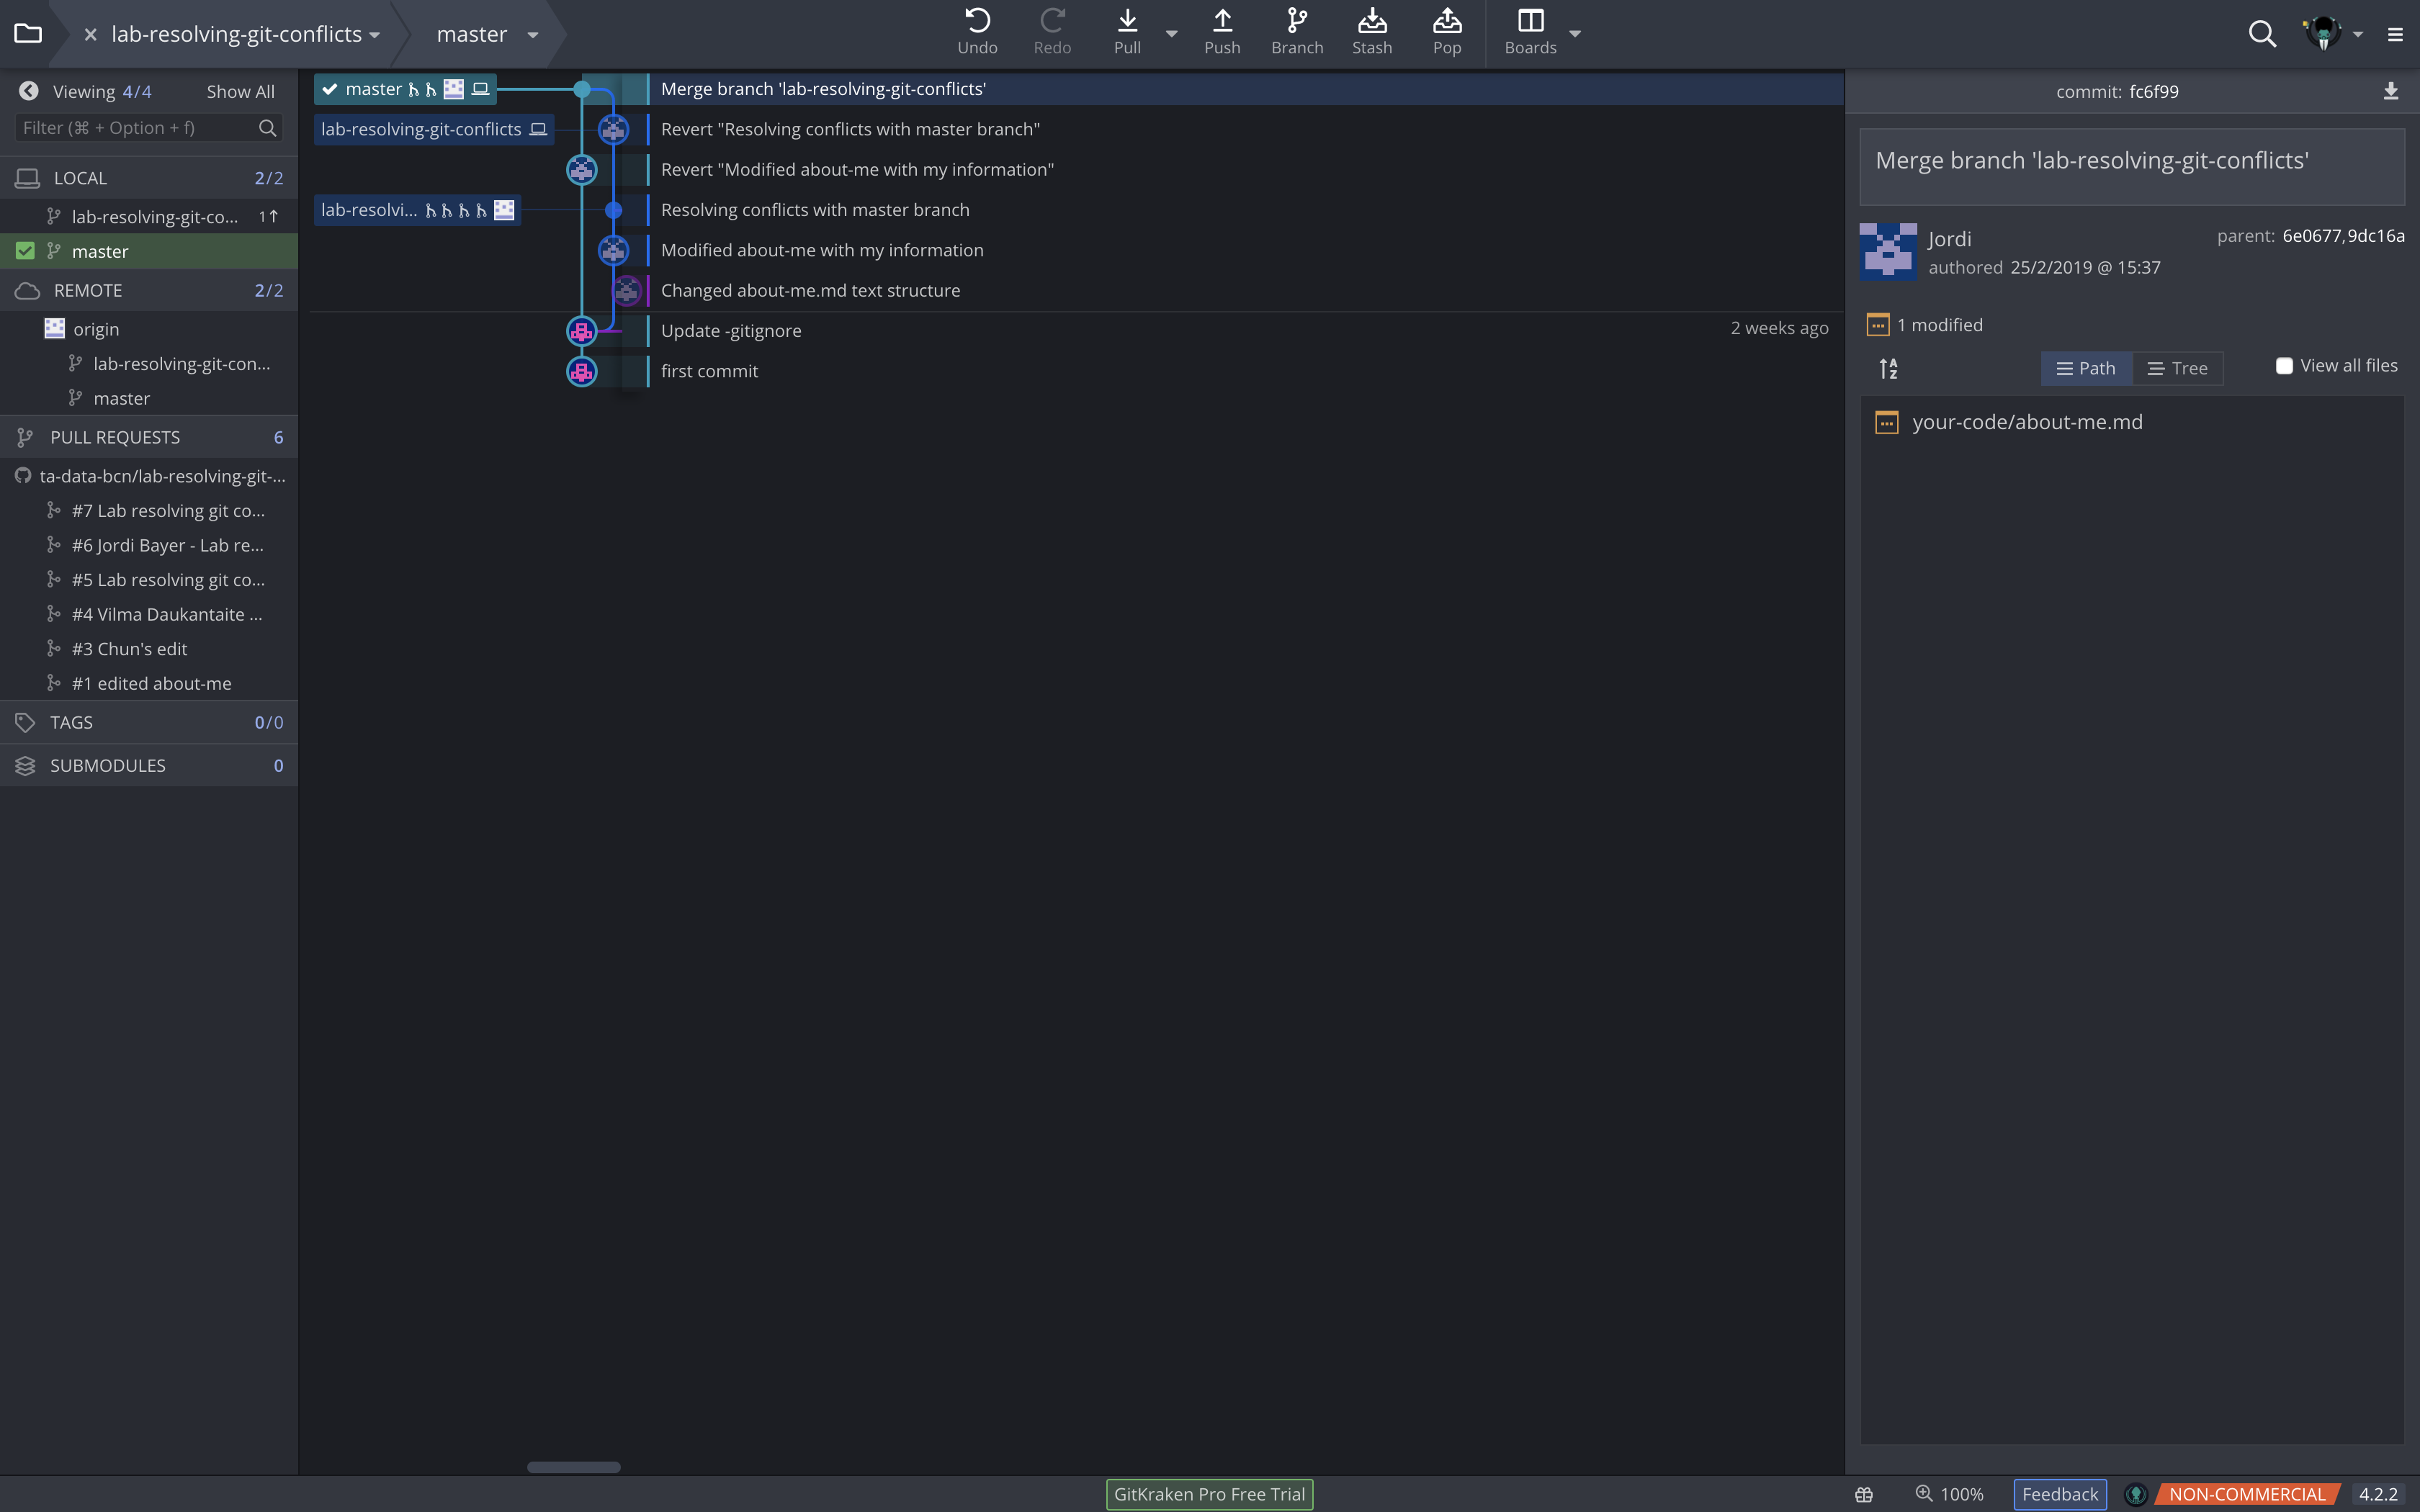 lab-resolving-git-conflicts
master
Undo
Redo
Pull
Push
Branch
Stash
Pop
Boards
Viewing 4/4
Show All
Filter (⌘ + Option + f)
LOCAL 2/2
lab-resolving-git-co... 1↑
master
REMOTE 2/2
origin
lab-resolving-git-con...
master
PULL REQUESTS 6
ta-data-bcn/lab-resolving-git-...
#7 Lab resolving git co...
#6 Jordi Bayer - Lab re...
#5 Lab resolving git co...
#4 Vilma Daukantaite ...
#3 Chun's edit
#1 edited about-me
TAGS 0/0
SUBMODULES 0
master Merge branch 'lab-resolving-git-conflicts'
lab-resolving-git-conflicts Revert "Resolving conflicts with master branch"
Revert "Modified about-me with my information"
lab-resolvi... Resolving conflicts with master branch
Modified about-me with my information
Changed about-me.md text structure
Update -gitignore 2 weeks ago
first commit
commit: fc6f99
Merge branch 'lab-resolving-git-conflicts'
Jordi
authored 25/2/2019 @ 15:37
parent: 6e0677,9dc16a
1 modified
A Z
Path
Tree
View all files
your-code/about-me.md
GitKraken Pro Free Trial
100%
Feedback
NON-COMMERCIAL
4.2.2